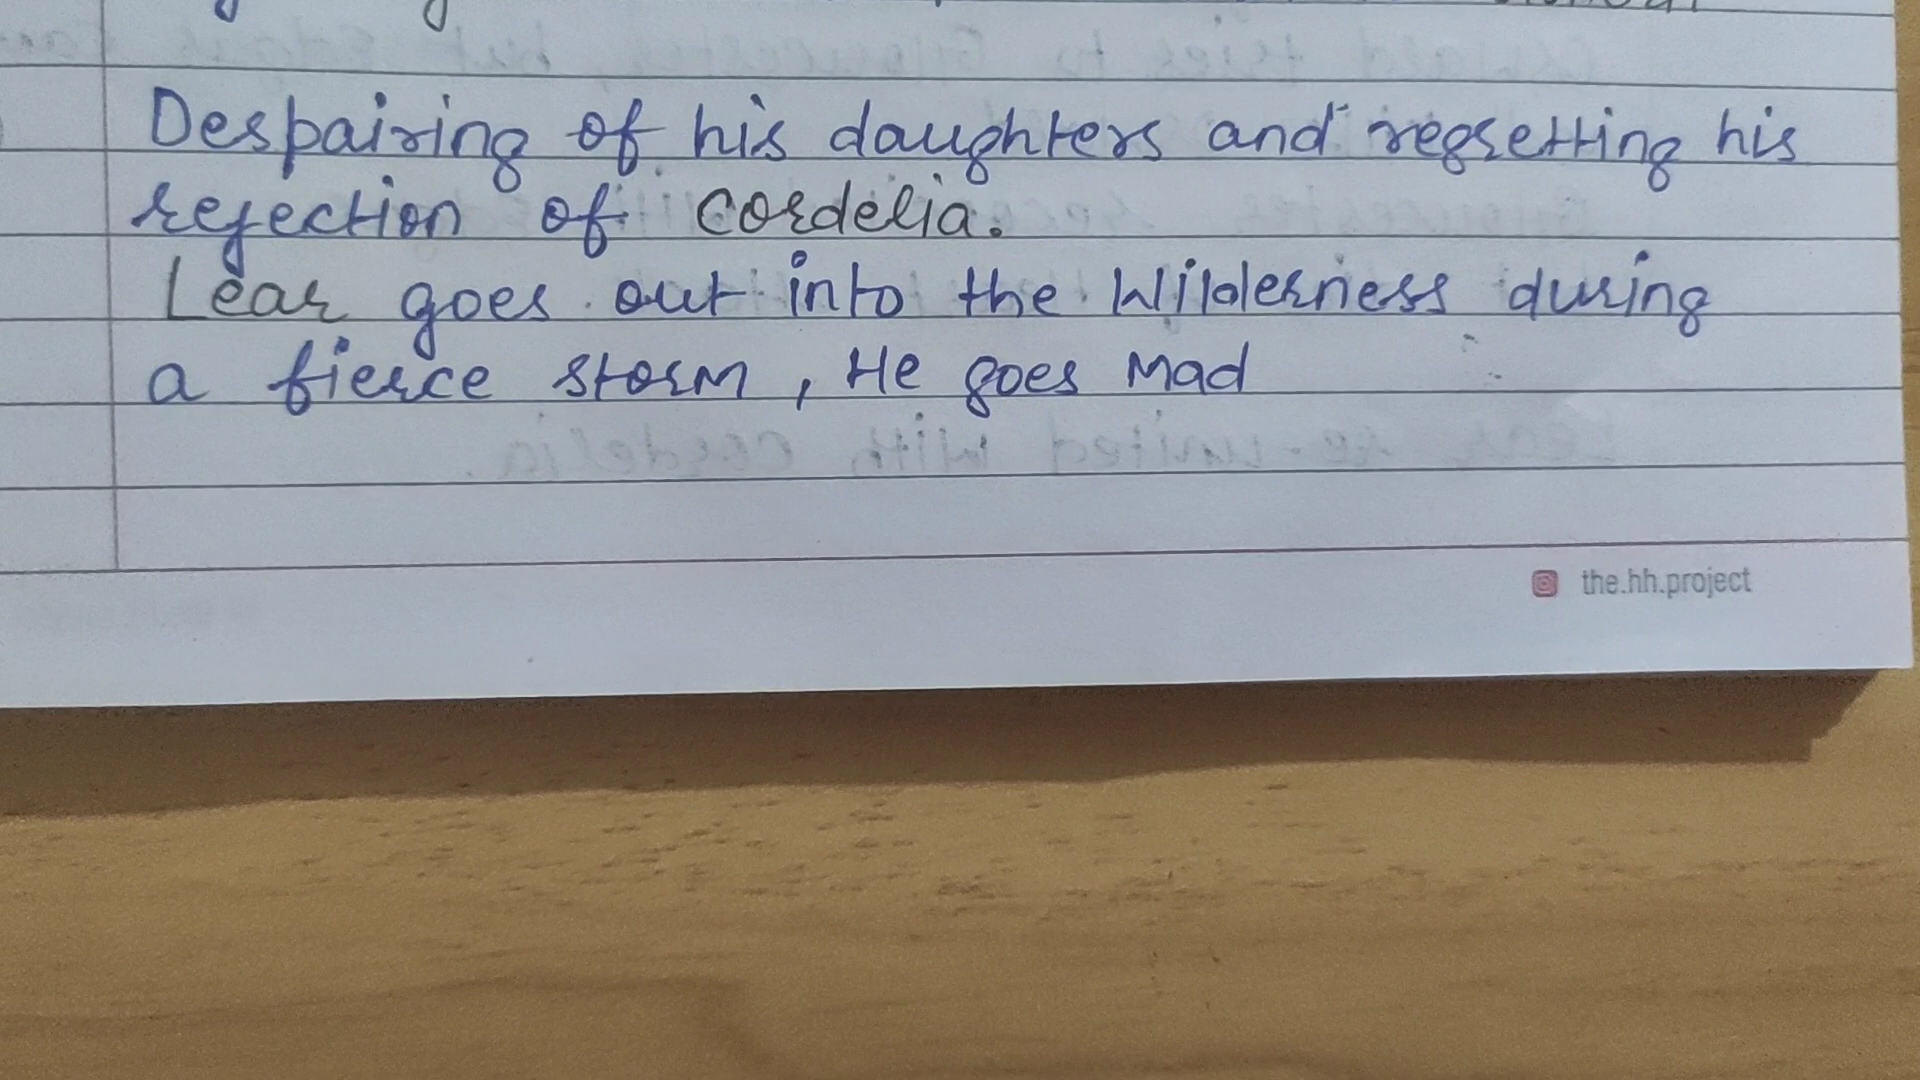 Despairing of his daughters and regretting his
rejection of Cordelia.
Lear goes out into the Wilderness during
a fierce storm, He goes Mad
the.hh.project